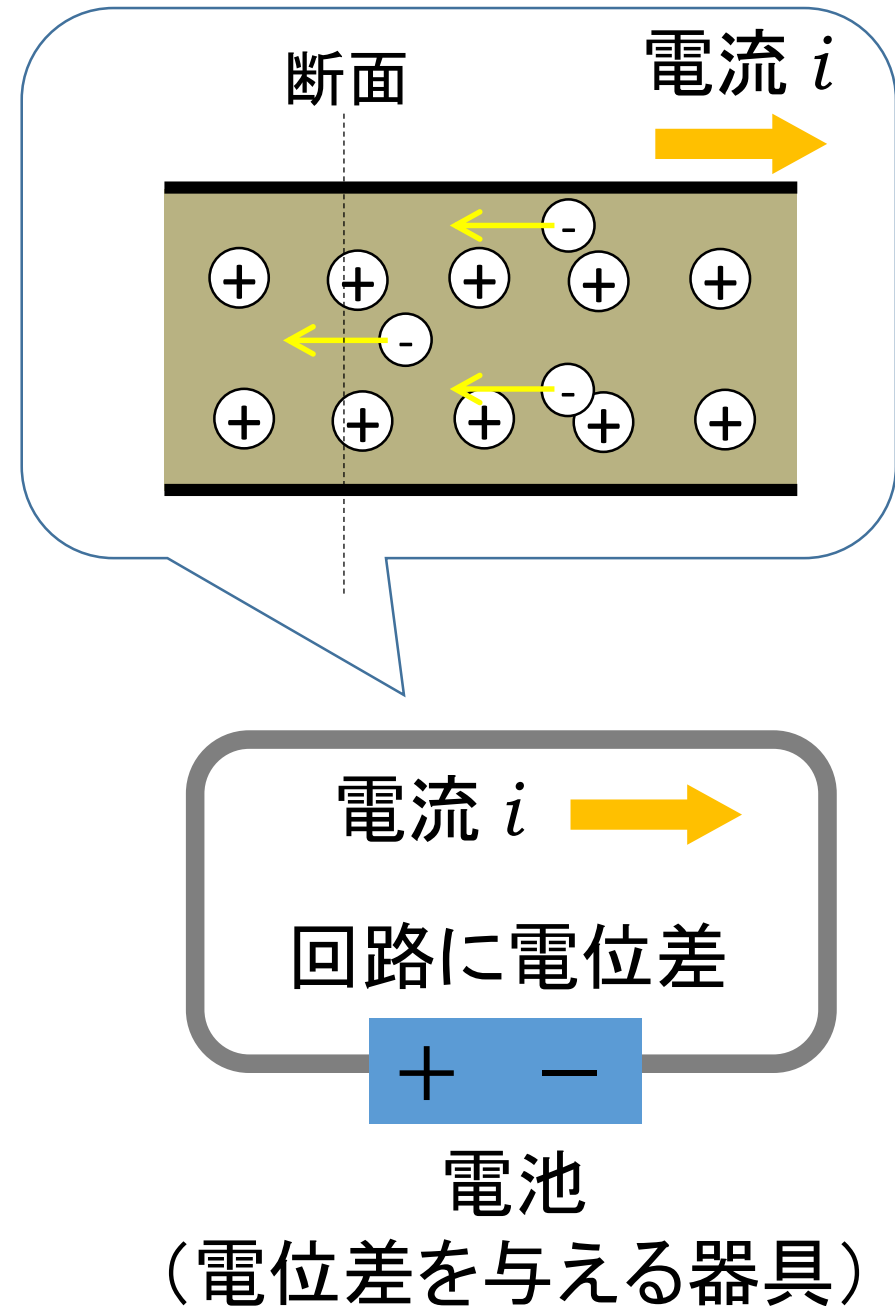 断面
電流 i
-
+ + + + +
-
-
+ + + + +
電流 i
回路に電位差
+ −
電池
（電位差を与える器具）